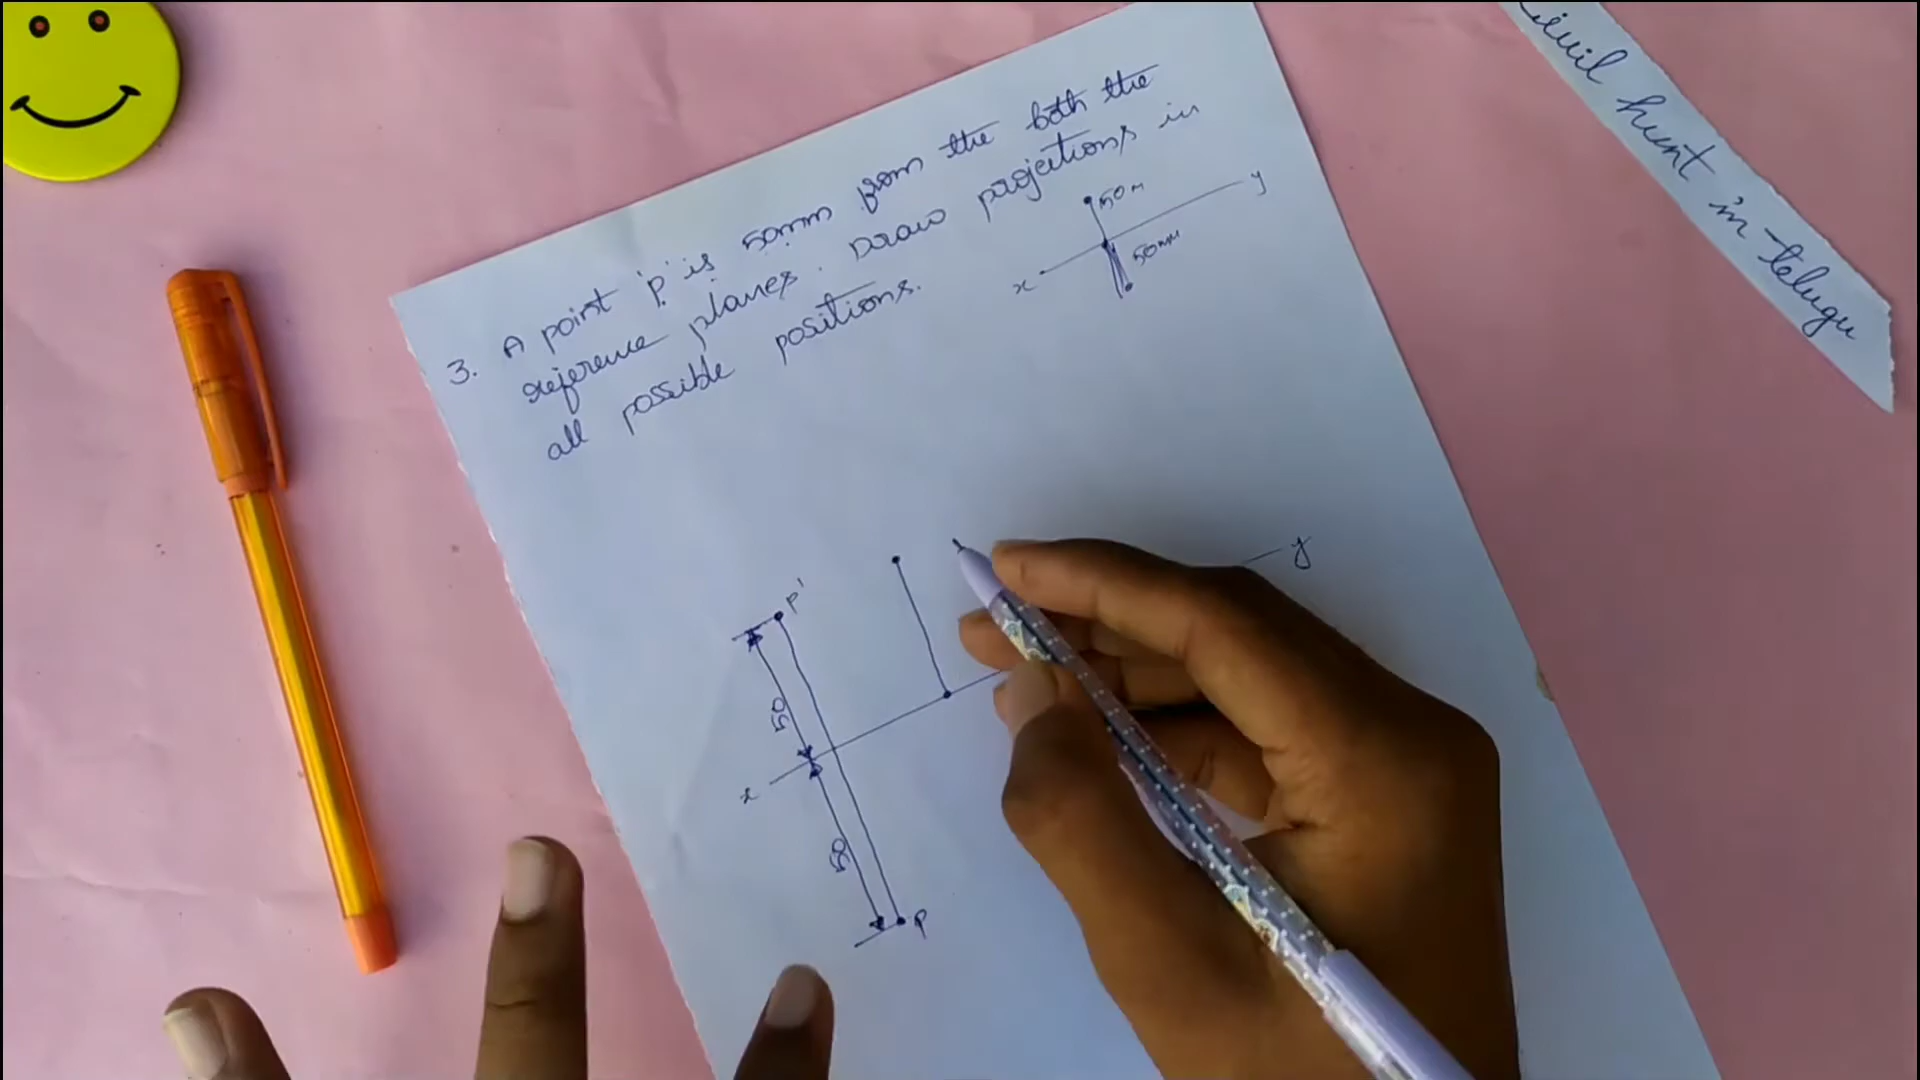 3. A point 'P' is 50mm from the both the
reference planes. Draw projections in
all possible positions.
50M
y
x
50MM
y
P'
50
x
50
P
civil hunt in telugu